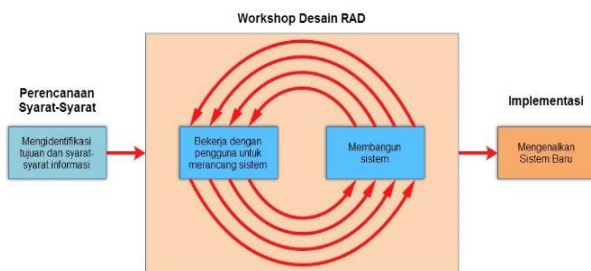 Workshop Desain RAD
Perencanaan
Syarat-Syarat
Mengidentifikasi
tujuan dan syarat-
syarat informasi
Bekerja dengan
pengguna untuk
merancang sistem
Membangun
sistem
Implementasi
Mengenalkan
Sistem Baru